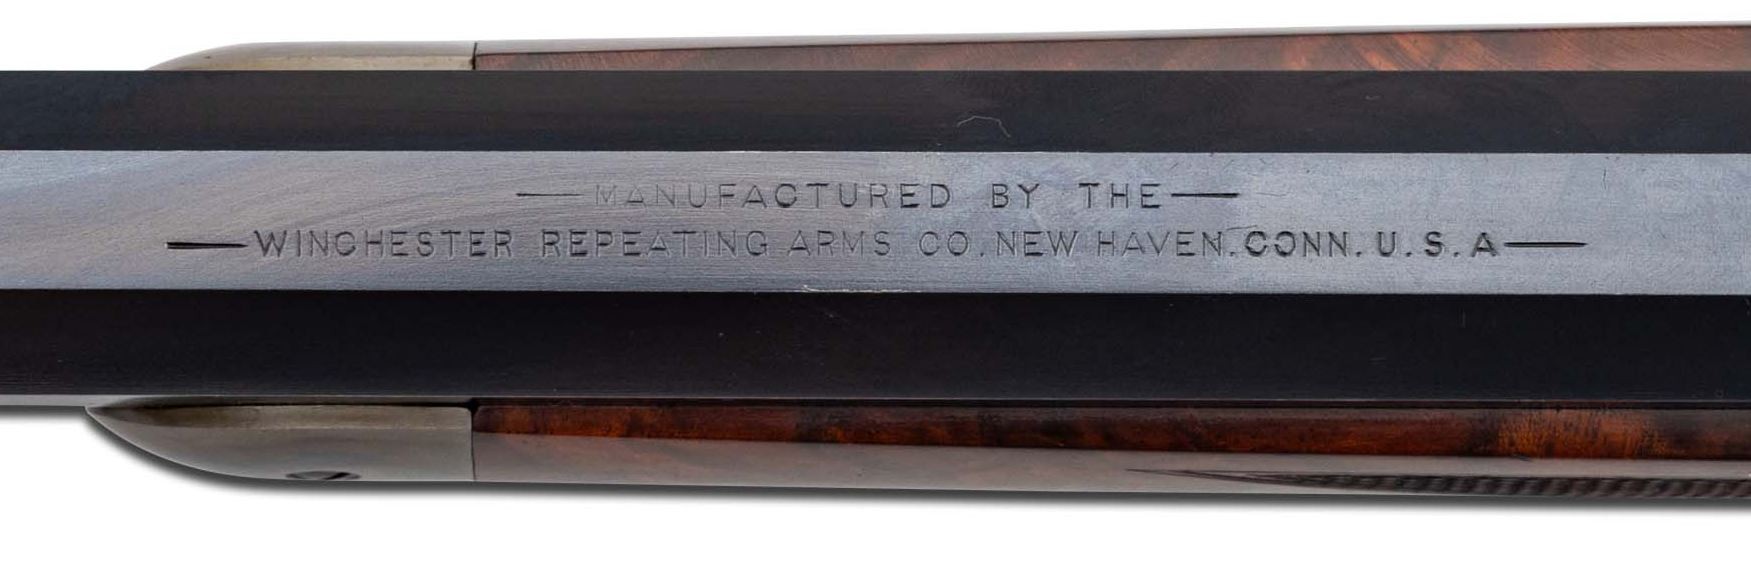 — MANUFACTURED BY THE —
— WINCHESTER REPEATING ARMS CO. NEW HAVEN. CONN. U.S.A —